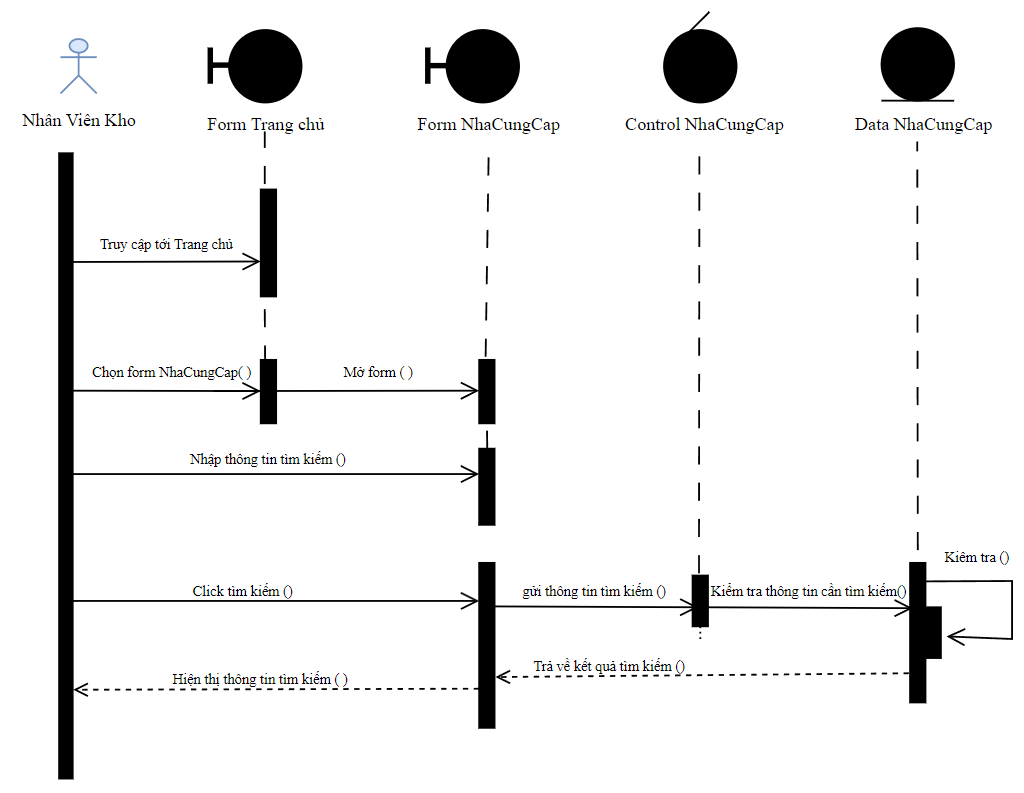 Nhân Viên Kho
Form Trang chủ
Form NhaCungCap
Control NhaCungCap
Data NhaCungCap
Truy cập tới Trang chủ
Chọn form NhaCungCap( )
Mở form ( )
Nhập thông tin tìm kiếm ()
Kiêm tra ()
Click tìm kiếm ()
gửi thông tin tìm kiếm ()
Kiểm tra thông tin cần tìm kiếm()
Trả về kết quả tìm kiếm ()
Hiện thị thông tin tìm kiếm ( )